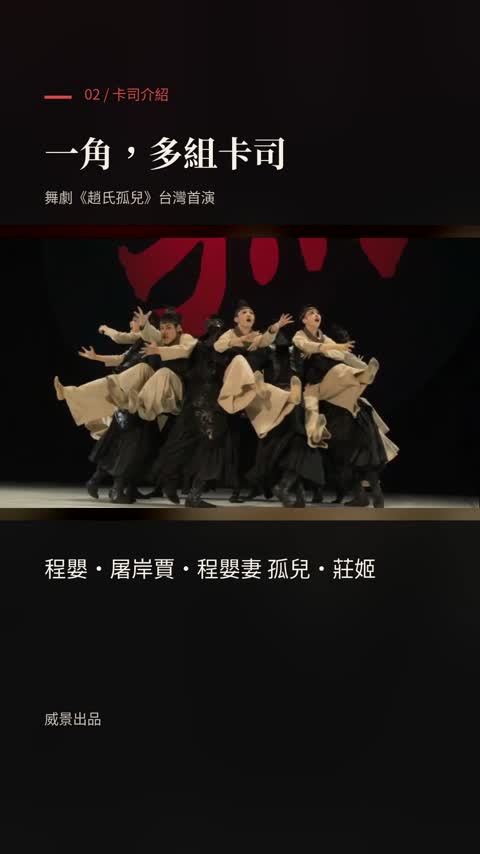 02 / 卡司介紹
一角，多組卡司
舞劇《趙氏孤兒》台灣首演
程嬰・屠岸賈・程嬰妻 孤兒・莊姬
威景出品